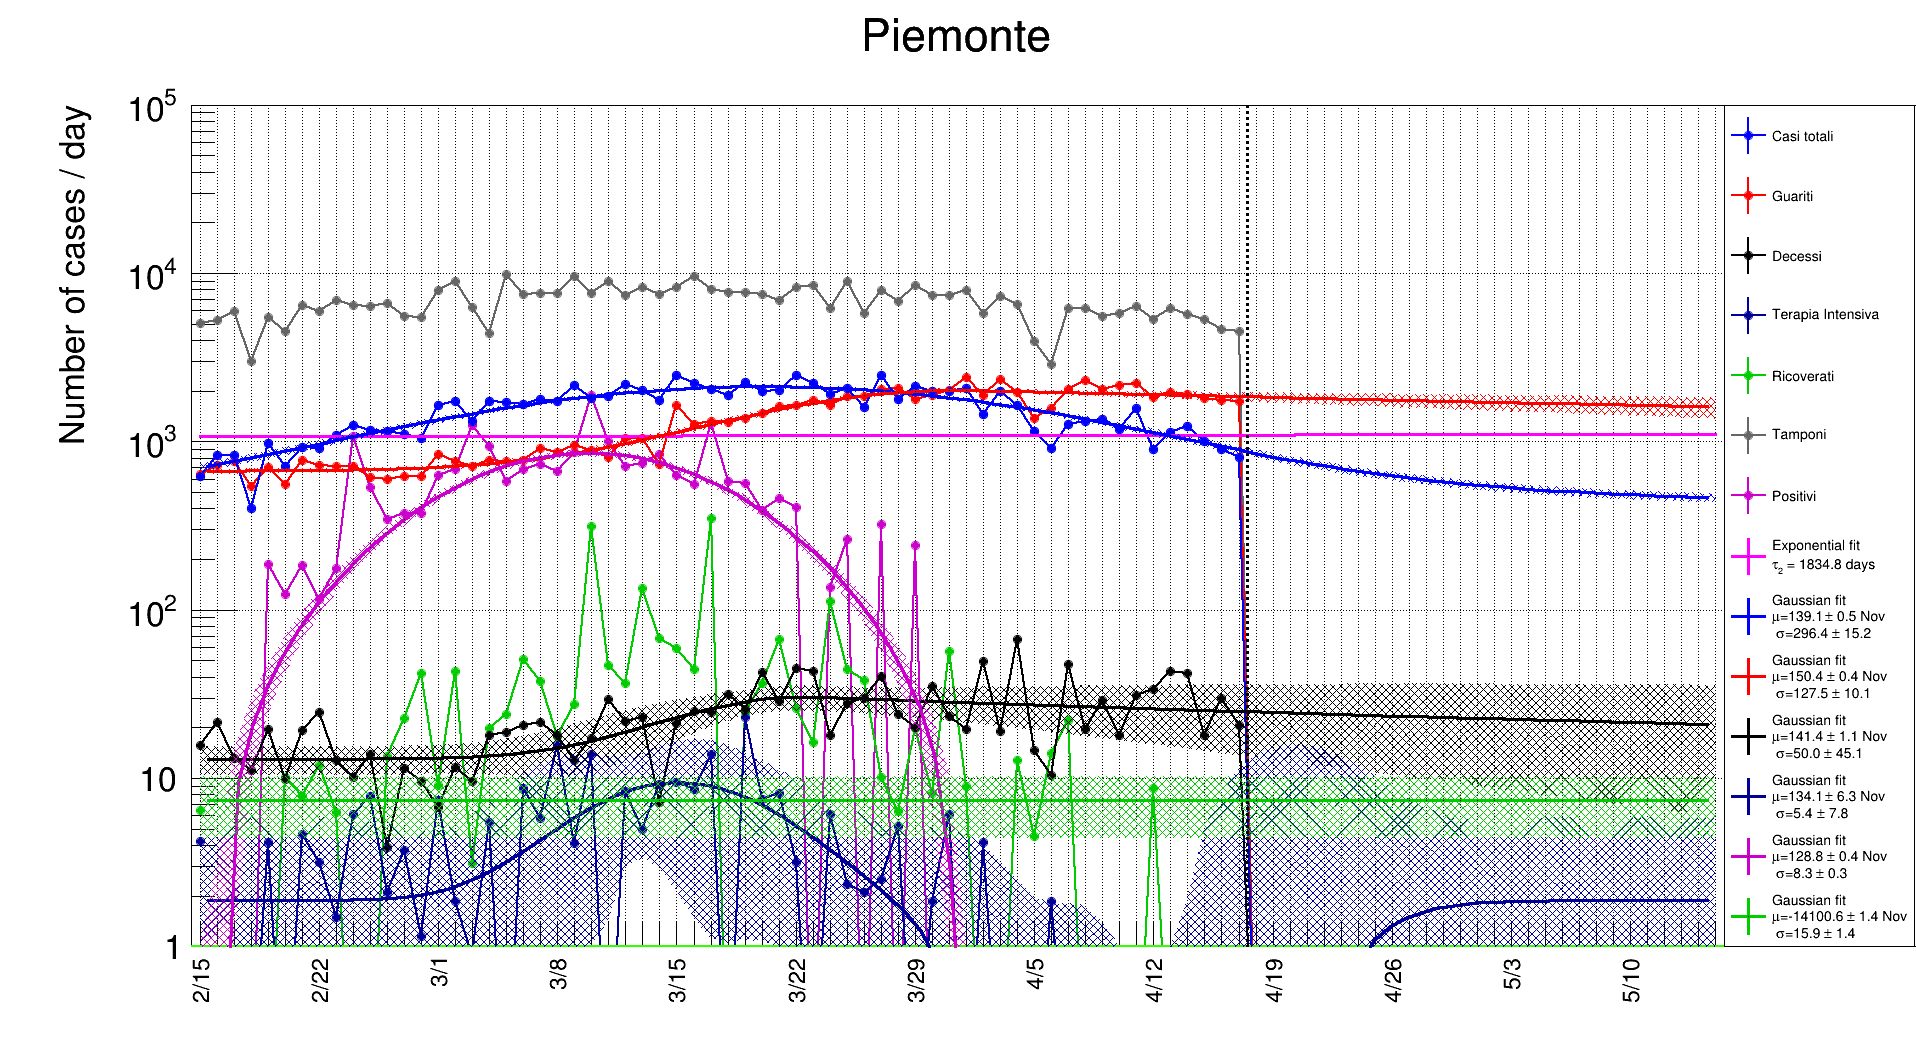 Piemonte
Number of cases / day
10^5
10^4
10^3
10^2
10
1
2/15
2/22
3/1
3/8
3/15
3/22
3/29
4/5
4/12
4/19
4/26
5/3
5/10
Casi totali
Guariti
Decessi
Terapia Intensiva
Ricoverati
Tamponi
Positivi
Exponential fit
τ₂ = 1834.8 days
Gaussian fit
μ=139.1± 0.5 Nov
σ=296.4± 15.2
Gaussian fit
μ=150.4± 0.4 Nov
σ=127.5± 10.1
Gaussian fit
μ=141.4± 1.1 Nov
σ=50.0± 45.1
Gaussian fit
μ=134.1± 6.3 Nov
σ=5.4± 7.8
Gaussian fit
μ=128.8± 0.4 Nov
σ=8.3± 0.3
Gaussian fit
μ=-14100.6± 1.4 Nov
σ=15.9± 1.4